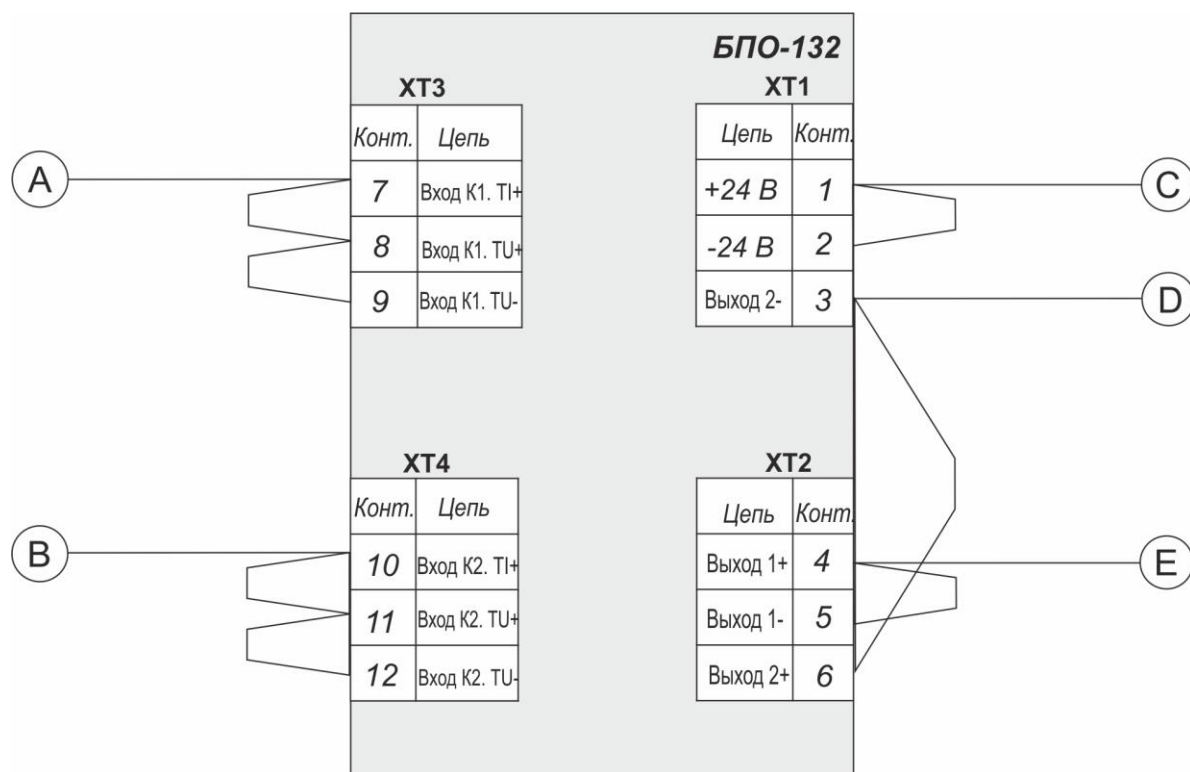 БПО-132
XT3
Конт. Цепь
7 Вход К1. TI+
8 Вход К1. TU+
9 Вход К1. TU-
XT1
Цепь Конт.
+24 В 1
-24 В 2
Выход 2- 3
XT4
Конт. Цепь
10 Вход К2. TI+
11 Вход К2. TU+
12 Вход К2. TU-
XT2
Цепь Конт.
Выход 1+ 4
Выход 1- 5
Выход 2+ 6
A
B
C
D
E